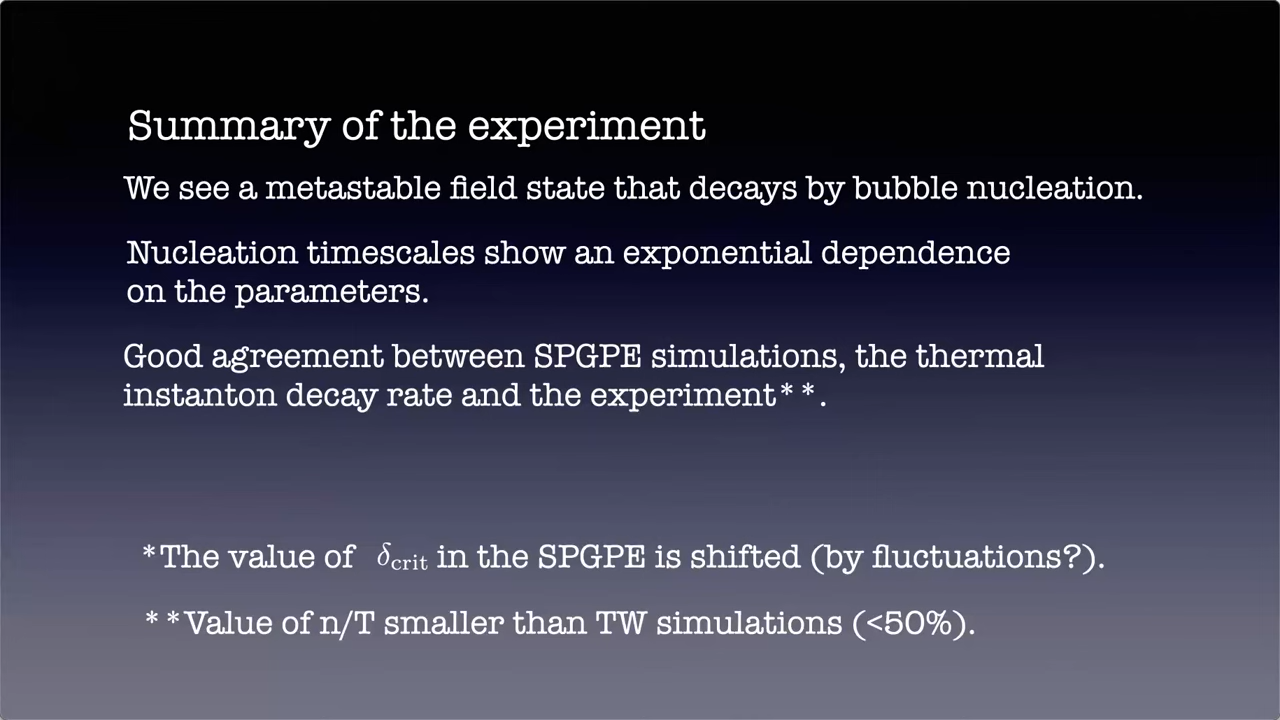 Summary of the experiment
We see a metastable field state that decays by bubble nucleation.
Nucleation timescales show an exponential dependence
on the parameters.
Good agreement between SPGPE simulations, the thermal
instanton decay rate and the experiment**.
*The value of δcrit in the SPGPE is shifted (by fluctuations?).
**Value of n/T smaller than TW simulations (<50%).